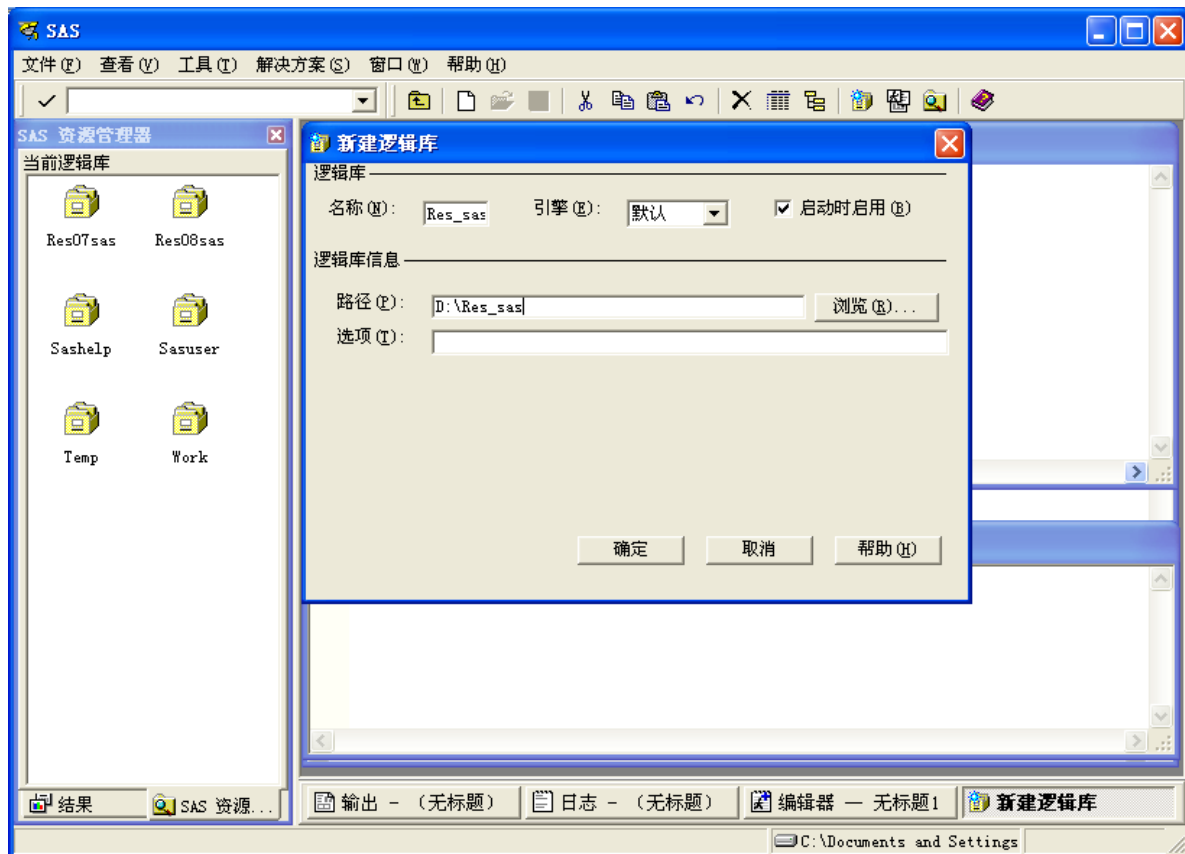 SAS
文件(F) 查看(V) 工具(T) 解决方案(S) 窗口(W) 帮助(H)
SAS 资源管理器
当前逻辑库
Res07sas Res08sas
Sashelp Sasuser
Temp Work
新建逻辑库
逻辑库
名称(N): Res_sas 引擎(E): 默认 启动时启用(B)
逻辑库信息
路径(P): D:\Res_sas 浏览(R)...
选项(T):
确定 取消 帮助(H)
结果 SAS 资源...
输出 - (无标题) 日志 - (无标题) 编辑器 — 无标题1 新建逻辑库
C:\Documents and Settings